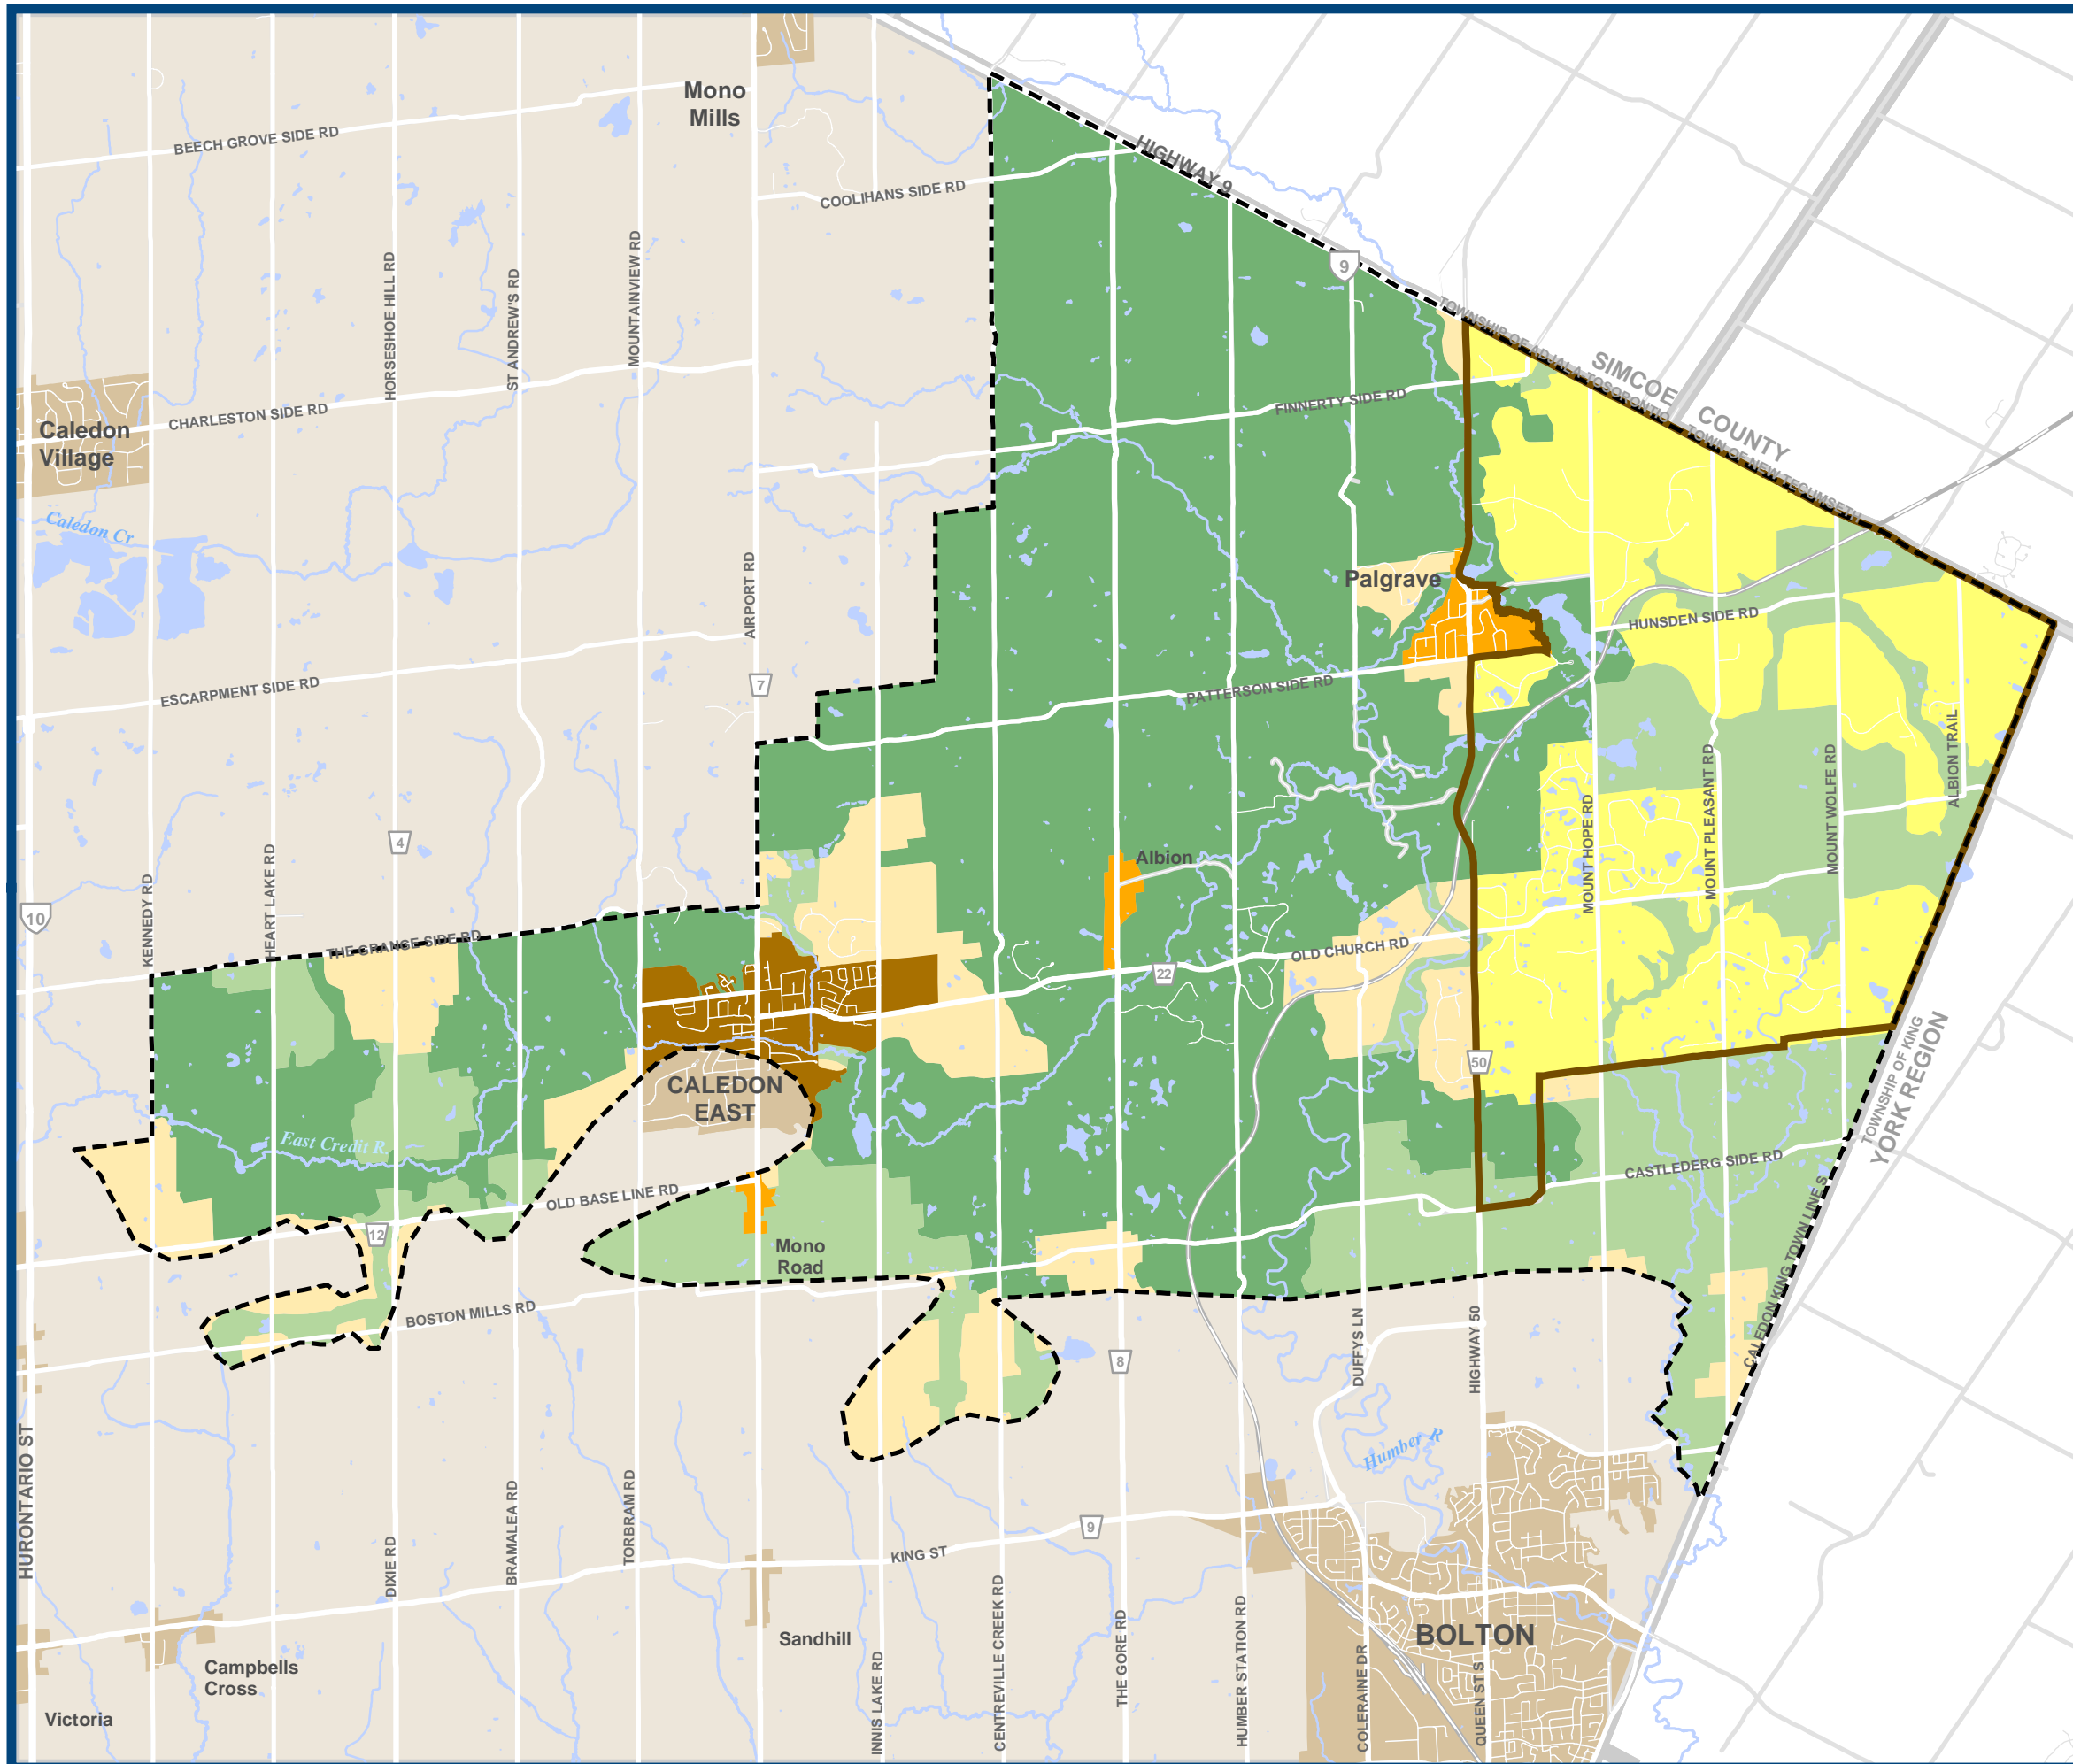 Mono
Mills
BEECH GROVE SIDE RD
HIGHWAY 9
COOLIHANS SIDE RD
HORSESHOE HILL RD
ST ANDREW'S RD
MOUNTAINVIEW RD
9
TOWNSHIP OF ADJALA-TOSORONTIO
SIMCOE COUNTY
TOWN OF NEW TECUMSETH
FINNERTY SIDE RD
CHARLESTON SIDE RD
Caledon
Village
Caledon Cr
AIRPORT RD
Palgrave
HUNSDEN SIDE RD
ESCARPMENT SIDE RD
7
PATTERSON SIDE RD
ALBION TRAIL
MOUNT PLEASANT RD
MOUNT WOLFE RD
MOUNT HOPE RD
4
Albion
10
KENNEDY RD
HEART LAKE RD
THE GRANGE SIDE RD
OLD CHURCH RD
22
50
CALEDON
EAST
TOWNSHIP OF KING
YORK REGION
East Credit R.
CASTLEDERG SIDE RD
OLD BASE LINE RD
12
Mono
Road
CALEDON KING TOWN LINE S
BOSTON MILLS RD
8
DUFFYS LN
HIGHWAY 50
HURONTARIO ST
Humber R
DIXIE RD
BRAMALEA RD
TORBRAM RD
9
KING ST
CENTREVILLE CREEK RD
THE GORE RD
HUMBER STATION RD
BOLTON
Sandhill
Campbells
Cross
INNIS LAKE RD
COLERAINE DR
QUEEN ST S
Victoria